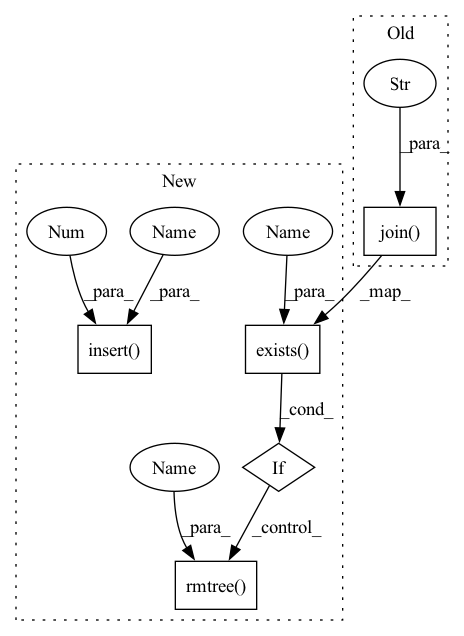 Old
Str
_para_
New
Num
Name
Name
join()
_para_
_para_
_para_
_map_
insert()
exists()
_cond_
Name
If
_para_
_control_
rmtree()